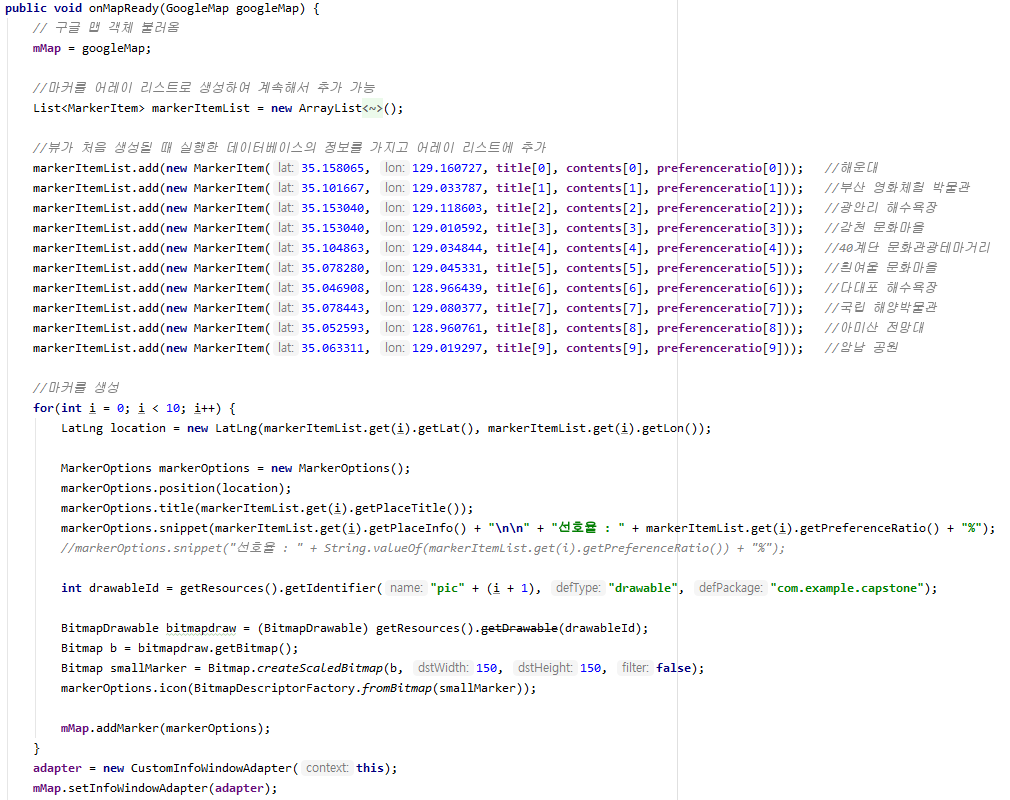 public void onMapReady(GoogleMap googleMap) {
// 구글 맵 객체 불러옴
mMap = googleMap;
//마커를 어레이 리스트로 생성하여 계속해서 추가 가능
List<MarkerItem> markerItemList = new ArrayList<~>();
//뷰가 처음 생성될 때 실행한 데이터베이스의 정보를 가지고 어레이 리스트에 추가
markerItemList.add(new MarkerItem( lat: 35.158065, lon: 129.160727, title[0], contents[0], preferenceratio[0])); //해운대
markerItemList.add(new MarkerItem( lat: 35.101667, lon: 129.033787, title[1], contents[1], preferenceratio[1])); //부산 영화체험 박물관
markerItemList.add(new MarkerItem( lat: 35.153040, lon: 129.118603, title[2], contents[2], preferenceratio[2])); //광안리 해수욕장
markerItemList.add(new MarkerItem( lat: 35.153040, lon: 129.010592, title[3], contents[3], preferenceratio[3])); //감천 문화마을
markerItemList.add(new MarkerItem( lat: 35.104863, lon: 129.034844, title[4], contents[4], preferenceratio[4])); //40계단 문화관광테마거리
markerItemList.add(new MarkerItem( lat: 35.078280, lon: 129.045331, title[5], contents[5], preferenceratio[5])); //흰여울 문화마을
markerItemList.add(new MarkerItem( lat: 35.046908, lon: 128.966439, title[6], contents[6], preferenceratio[6])); //다대포 해수욕장
markerItemList.add(new MarkerItem( lat: 35.078443, lon: 129.080377, title[7], contents[7], preferenceratio[7])); //국립 해양박물관
markerItemList.add(new MarkerItem( lat: 35.052593, lon: 128.960761, title[8], contents[8], preferenceratio[8])); //아미산 전망대
markerItemList.add(new MarkerItem( lat: 35.063311, lon: 129.019297, title[9], contents[9], preferenceratio[9])); //암남 공원
//마커를 생성
for(int i = 0; i < 10; i++) {
LatLng location = new LatLng(markerItemList.get(i).getLat(), markerItemList.get(i).getLon());
MarkerOptions markerOptions = new MarkerOptions();
markerOptions.position(location);
markerOptions.title(markerItemList.get(i).getPlaceTitle());
markerOptions.snippet(markerItemList.get(i).getPlaceInfo() + "\n\n" + "선호율 : " + markerItemList.get(i).getPreferenceRatio() + "%");
//markerOptions.snippet("선호율 : " + String.valueOf(markerItemList.get(i).getPreferenceRatio()) + "%");
int drawableId = getResources().getIdentifier( name: "pic" + (i + 1), defType: "drawable", defPackage: "com.example.capstone");
BitmapDrawable bitmapdraw = (BitmapDrawable) getResources().getDrawable(drawableId);
Bitmap b = bitmapdraw.getBitmap();
Bitmap smallMarker = Bitmap.createScaledBitmap(b, dstWidth: 150, dstHeight: 150, filter: false);
markerOptions.icon(BitmapDescriptorFactory.fromBitmap(smallMarker));
mMap.addMarker(markerOptions);
}
adapter = new CustomInfoWindowAdapter( context: this);
mMap.setInfoWindowAdapter(adapter);